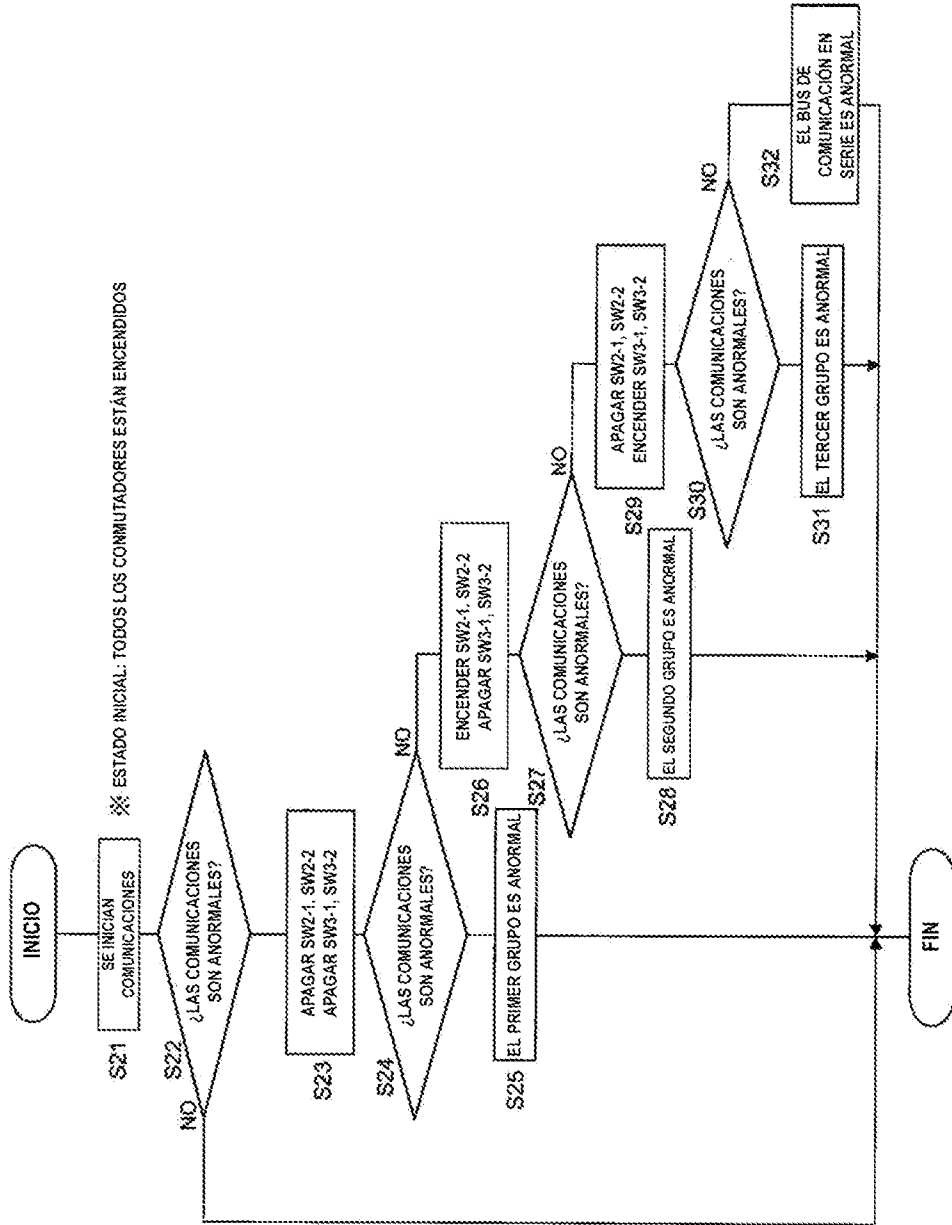 INICIO
S21
SE INICIAN
COMUNICACIONES
※ ESTADO INICIAL: TODOS LOS CONMUTADORES ESTÁN ENCENDIDOS
S22
¿LAS COMUNICACIONES
SON ANORMALES?
NO
S23
APAGAR SW2-1, SW2-2
APAGAR SW3-1, SW3-2
S24
¿LAS COMUNICACIONES
SON ANORMALES?
NO
S25
EL PRIMER GRUPO ES ANORMAL
S26
ENCENDER SW2-1, SW2-2
APAGAR SW3-1, SW3-2
S27
¿LAS COMUNICACIONES
SON ANORMALES?
NO
S28
EL SEGUNDO GRUPO ES ANORMAL
S29
APAGAR SW2-1, SW2-2
ENCENDER SW3-1, SW3-2
S30
¿LAS COMUNICACIONES
SON ANORMALES?
NO
S31
EL TERCER GRUPO ES ANORMAL
S32
EL BUS DE
COMUNICACIÓN EN
SERIE ES ANORMAL
FIN